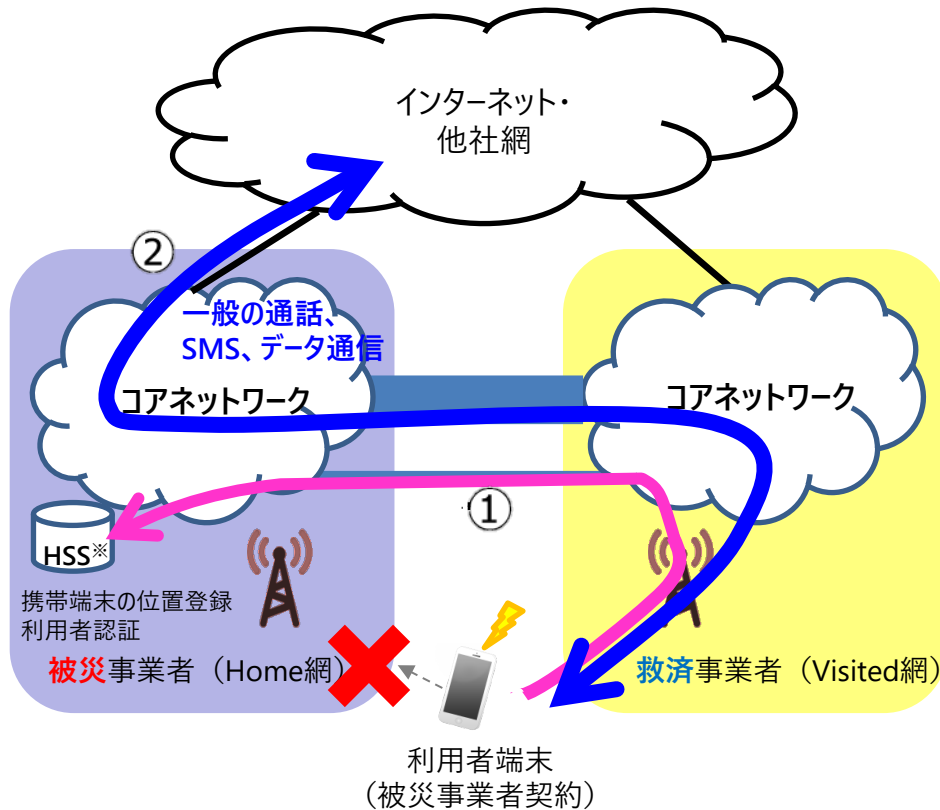 インターネット・
他社網
②
一般の通話、
SMS、データ通信
コアネットワーク
コアネットワーク
①
HSS※
携帯端末の位置登録
利用者認証
被災事業者（Home網）
救済事業者（Visited網）
利用者端末
（被災事業者契約）